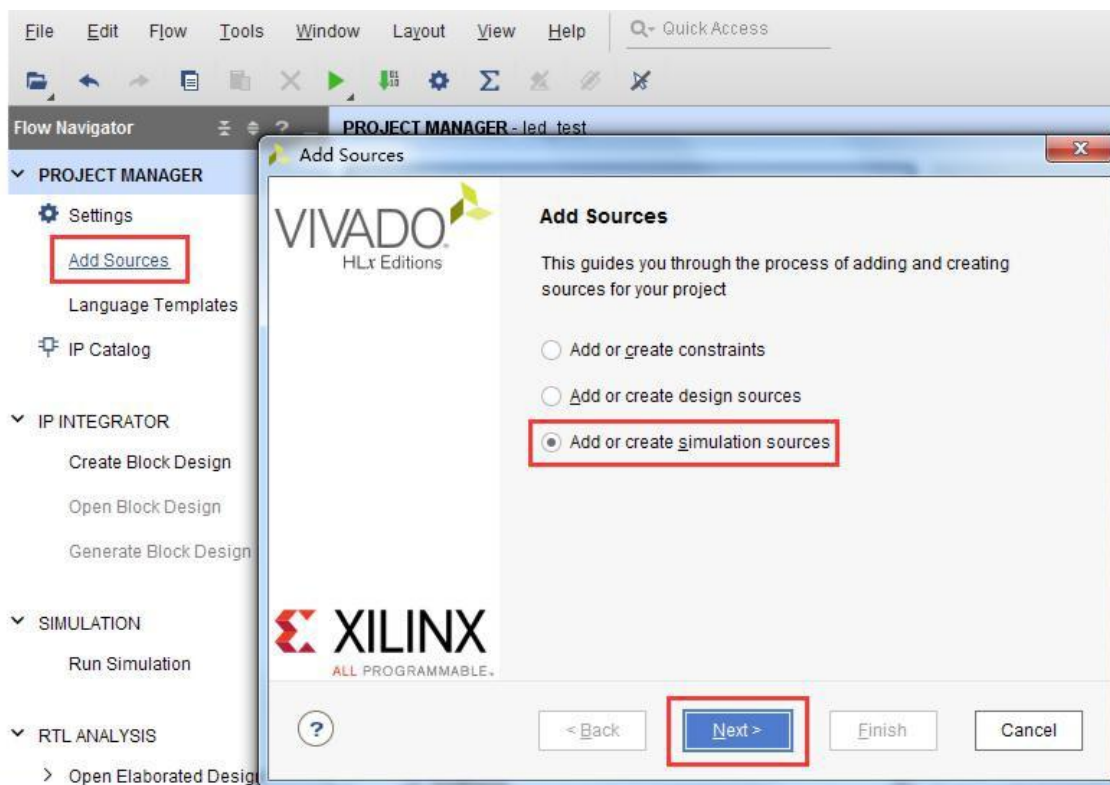 File Edit Flow Tools Window Layout View Help Quick Access
Flow Navigator ? _ PROJECT MANAGER - led_test
Add Sources X
PROJECT MANAGER
Settings
Add Sources
Language Templates
IP Catalog
IP INTEGRATOR
Create Block Design
Open Block Design
Generate Block Design
SIMULATION
Run Simulation
RTL ANALYSIS
Open Elaborated Design
VIVADO.
HLx Editions
Add Sources
This guides you through the process of adding and creating
sources for your project
Add or create constraints
Add or create design sources
Add or create simulation sources
XILINX
ALL PROGRAMMABLE.
? < Back Next > Finish Cancel